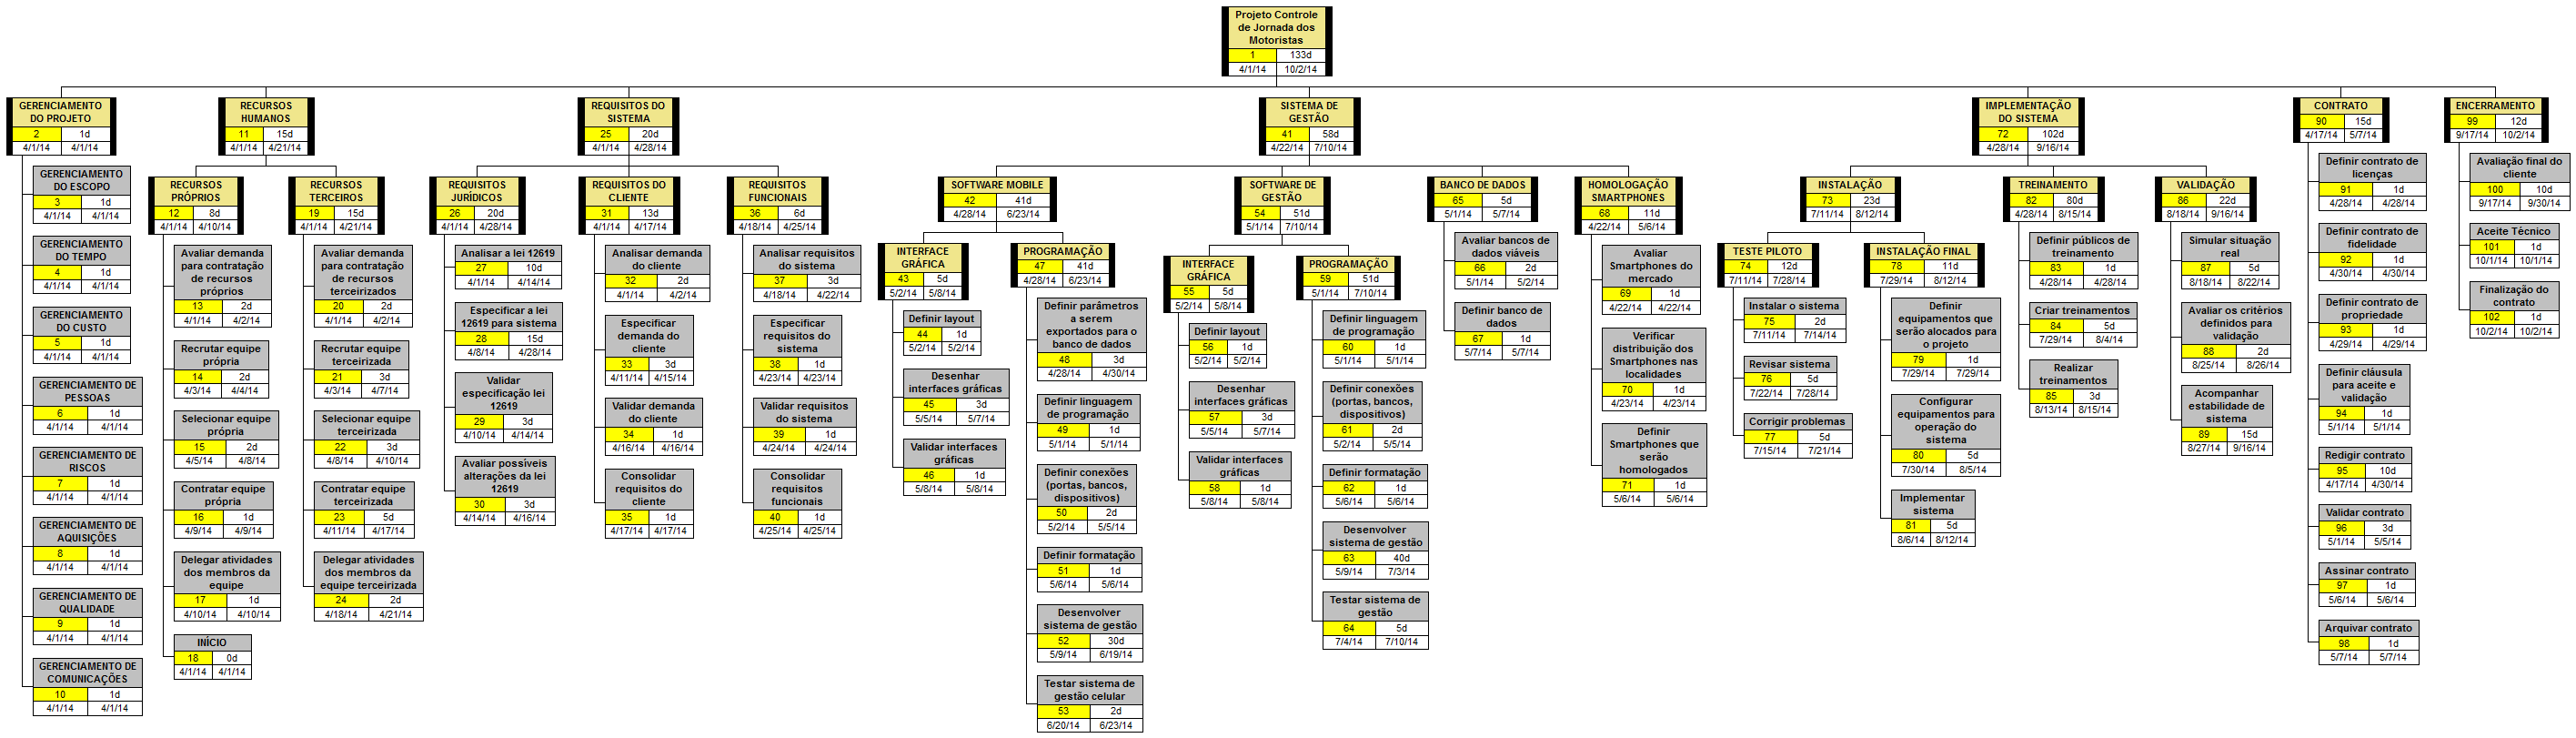 Projeto Controle
de Jornada dos
Motoristas
1 133d
4/1/14 10/2/14
GERENCIAMENTO
DO PROJETO
2 1d
4/1/14 4/1/14
GERENCIAMENTO
DO ESCOPO
3 1d
4/1/14 4/1/14
GERENCIAMENTO
DO TEMPO
4 1d
4/1/14 4/1/14
GERENCIAMENTO
DO CUSTO
5 1d
4/1/14 4/1/14
GERENCIAMENTO DE
PESSOAS
6 1d
4/1/14 4/1/14
GERENCIAMENTO DE
RISCOS
7 1d
4/1/14 4/1/14
GERENCIAMENTO DE
AQUISIÇÕES
8 1d
4/1/14 4/1/14
GERENCIAMENTO DE
QUALIDADE
9 1d
4/1/14 4/1/14
GERENCIAMENTO DE
COMUNICAÇÕES
10 1d
4/1/14 4/1/14
RECURSOS
HUMANOS
11 15d
4/1/14 4/21/14
RECURSOS
PRÓPRIOS
12 8d
4/1/14 4/10/14
Avaliar demanda
para contratação
de recursos
próprios
13 2d
4/1/14 4/2/14
Recrutar equipe
própria
14 2d
4/3/14 4/4/14
Selecionar equipe
própria
15 2d
4/5/14 4/8/14
Contratar equipe
própria
16 1d
4/9/14 4/9/14
Delegar atividades
dos membros da
equipe
17 1d
4/10/14 4/10/14
INÍCIO
18 0d
4/1/14 4/1/14
RECURSOS
TERCEIROS
19 15d
4/1/14 4/21/14
Avaliar demanda
para contratação
de recursos
terceirizados
20 2d
4/1/14 4/2/14
Recrutar equipe
terceirizada
21 3d
4/3/14 4/7/14
Selecionar equipe
terceirizada
22 3d
4/8/14 4/10/14
Contratar equipe
terceirizada
23 5d
4/11/14 4/17/14
Delegar atividades
dos membros da
equipe terceirizada
24 2d
4/18/14 4/21/14
REQUISITOS DO
SISTEMA
25 20d
4/1/14 4/28/14
REQUISITOS
JURÍDICOS
26 20d
4/1/14 4/28/14
Analisar a lei 12619
27 10d
4/1/14 4/14/14
Especificar a lei
12619 para sistema
28 15d
4/8/14 4/28/14
Validar
especificação lei
12619
29 3d
4/10/14 4/14/14
Avaliar possiveis
alterações da lei
12619
30 3d
4/14/14 4/16/14
REQUISITOS DO
CLIENTE
31 13d
4/1/14 4/17/14
Analisar demanda
do cliente
32 2d
4/1/14 4/2/14
Especificar
demanda do
cliente
33 3d
4/11/14 4/15/14
Validar demanda
do cliente
34 1d
4/16/14 4/16/14
Consolidar
requisitos do
cliente
35 1d
4/17/14 4/17/14
REQUISITOS
FUNCIONAIS
36 6d
4/18/14 4/25/14
Analisar requisitos
do sistema
37 3d
4/18/14 4/22/14
Especificar
requisitos do
sistema
38 1d
4/23/14 4/23/14
Validar requisitos
do sistema
39 1d
4/24/14 4/24/14
Consolidar
requisitos
funcionais
40 1d
4/25/14 4/25/14
SISTEMA DE
GESTÃO
41 58d
4/22/14 7/10/14
SOFTWARE MOBILE
42 41d
4/28/14 6/23/14
INTERFACE
GRÁFICA
43 5d
5/2/14 5/8/14
Definir layout
44 1d
5/2/14 5/2/14
Desenhar
interfaces gráficas
45 3d
5/5/14 5/7/14
Validar interfaces
gráficas
46 1d
5/8/14 5/8/14
PROGRAMAÇÃO
47 41d
4/28/14 6/23/14
Definir parâmetros
a serem
exportados para o
banco de dados
48 3d
4/28/14 4/30/14
Definir linguagem
de programação
49 1d
5/1/14 5/1/14
Definir conexões
(portas, bancos,
dispositivos)
50 2d
5/2/14 5/5/14
Definir formatação
51 1d
5/6/14 5/6/14
Desenvolver
sistema de gestão
52 30d
5/9/14 6/19/14
Testar sistema de
gestão celular
53 2d
6/20/14 6/23/14
SOFTWARE DE
GESTÃO
54 51d
5/1/14 7/10/14
INTERFACE
GRÁFICA
55 5d
5/2/14 5/8/14
Definir layout
56 1d
5/2/14 5/2/14
Desenhar
interfaces gráficas
57 3d
5/5/14 5/7/14
Validar interfaces
gráficas
58 1d
5/8/14 5/8/14
PROGRAMAÇÃO
59 51d
5/1/14 7/10/14
Definir linguagem
de programação
60 1d
5/1/14 5/1/14
Definir conexões
(portas, bancos,
dispositivos)
61 2d
5/2/14 5/5/14
Definir formatação
62 1d
5/6/14 5/6/14
Desenvolver
sistema de gestão
63 40d
5/9/14 7/3/14
Testar sistema de
gestão
64 5d
7/4/14 7/10/14
BANCO DE DADOS
65 5d
5/1/14 5/7/14
Avaliar bancos de
dados viáveis
66 2d
5/1/14 5/2/14
Definir banco de
dados
67 1d
5/7/14 5/7/14
HOMOLOGAÇÃO
SMARTPHONES
68 11d
4/22/14 5/6/14
Avaliar
Smartphones do
mercado
69 1d
4/22/14 4/22/14
Verificar
distribuição dos
Smartphones nas
localidades
70 1d
4/23/14 4/23/14
Definir
Smartphones que
serão
homologados
71 1d
5/6/14 5/6/14
IMPLEMENTAÇÃO
DO SISTEMA
72 102d
4/28/14 9/16/14
INSTALAÇÃO
73 23d
7/11/14 8/12/14
TESTE PILOTO
74 12d
7/11/14 7/28/14
Instalar o sistema
75 2d
7/11/14 7/14/14
Revisar sistema
76 5d
7/22/14 7/28/14
Corrigir problemas
77 5d
7/15/14 7/21/14
INSTALAÇÃO FINAL
78 11d
7/29/14 8/12/14
Definir
equipamentos que
serão alocados para
o projeto
79 1d
7/29/14 7/29/14
Configurar
equipamentos para
operação do
sistema
80 5d
7/30/14 8/5/14
Implementar
sistema
81 5d
8/6/14 8/12/14
TREINAMENTO
82 80d
4/28/14 8/15/14
Definir públicos de
treinamento
83 1d
4/28/14 4/28/14
Criar treinamentos
84 5d
7/29/14 8/4/14
Realizar
treinamentos
85 3d
8/13/14 8/15/14
VALIDAÇÃO
86 22d
8/18/14 9/16/14
Simular situação
real
87 5d
8/18/14 8/22/14
Avaliar os critérios
definidos para
validação
88 2d
8/25/14 8/26/14
Acompanhar
estabilidade de
sistema
89 15d
8/27/14 9/16/14
CONTRATO
90 15d
4/17/14 5/7/14
Definir contrato de
licenças
91 1d
4/28/14 4/28/14
Definir contrato de
fidelidade
92 1d
4/30/14 4/30/14
Definir contrato de
propriedade
93 1d
4/29/14 4/29/14
Definir cláusula
para aceite e
validação
94 1d
5/1/14 5/1/14
Redigir contrato
95 10d
4/17/14 4/30/14
Validar contrato
96 3d
5/1/14 5/5/14
Assinar contrato
97 1d
5/6/14 5/6/14
Arquivar contrato
98 1d
5/7/14 5/7/14
ENCERRAMENTO
99 12d
9/17/14 10/2/14
Avaliação final do
cliente
100 10d
9/17/14 9/30/14
Aceite Técnico
101 1d
10/1/14 10/1/14
Finalização do
contrato
102 1d
10/2/14 10/2/14